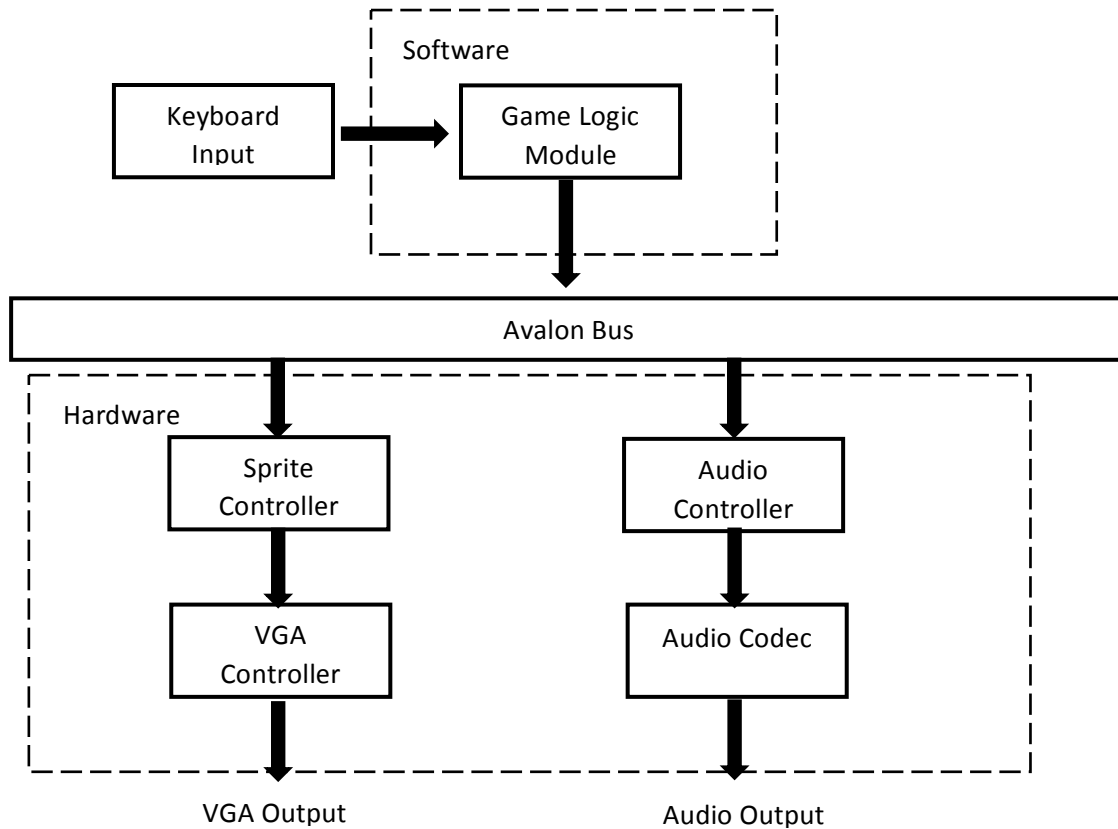 Software
Keyboard
Input
Game Logic
Module
Avalon Bus
Hardware
Sprite
Controller
Audio
Controller
VGA
Controller
Audio Codec
VGA Output
Audio Output